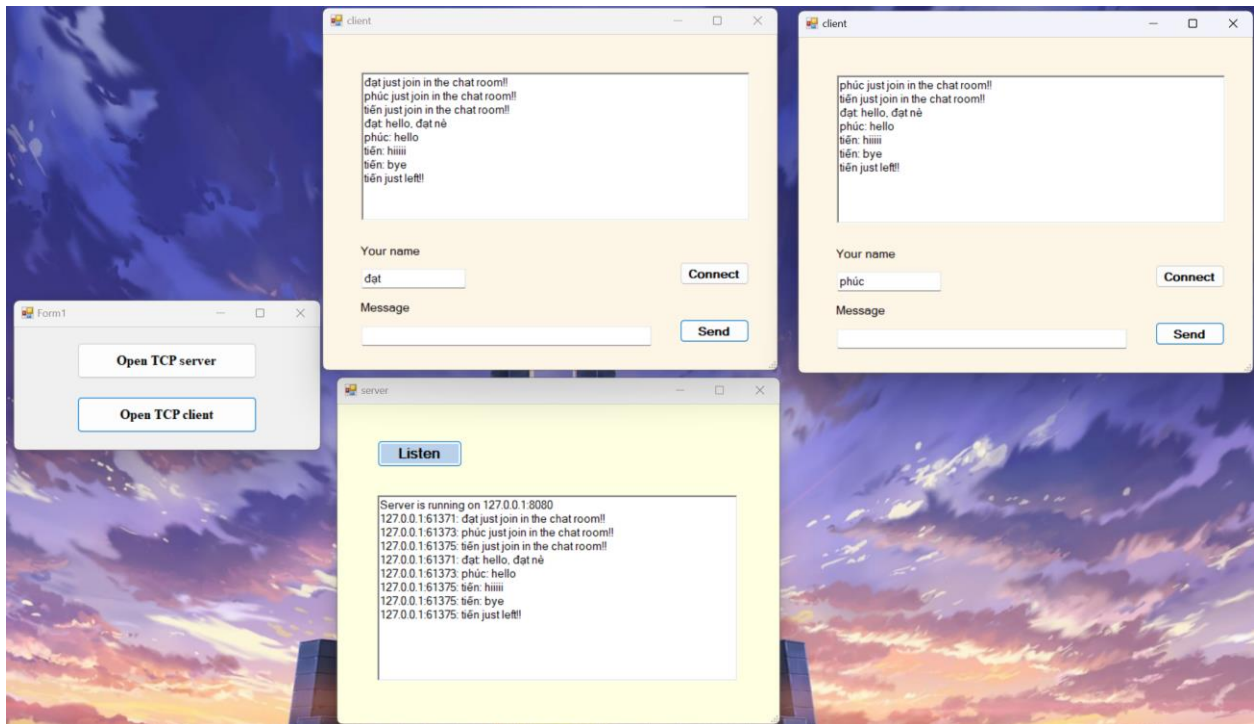 client
đạt just join in the chat room!!
phúc just join in the chat room!!
tiến just join in the chat room!!
đạt: hello, đạt nè
phúc: hello
tiến: hiiiii
tiến: bye
tiến just left!!
Your name
đạt
Connect
Message
Send
client
phúc just join in the chat room!!
tiến just join in the chat room!!
đạt: hello, đạt nè
phúc: hello
tiến: hiiiii
tiến: bye
tiến just left!!
Your name
phúc
Connect
Message
Send
Form1
Open TCP server
Open TCP client
server
Listen
Server is running on 127.0.0.1:8080
127.0.0.1:61371: đạt just join in the chat room!!
127.0.0.1:61373: phúc just join in the chat room!!
127.0.0.1:61375: tiến just join in the chat room!!
127.0.0.1:61371: đạt: hello, đạt nè
127.0.0.1:61373: phúc: hello
127.0.0.1:61375: tiến: hiiiii
127.0.0.1:61375: tiến: bye
127.0.0.1:61375: tiến just left!!